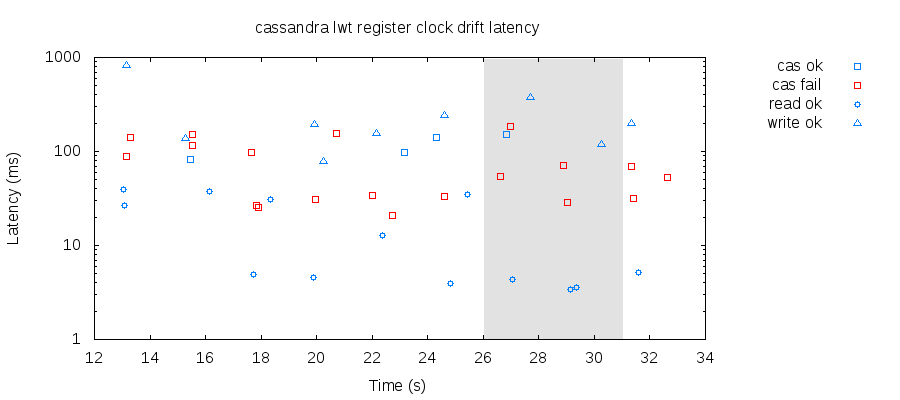 cassandra lwt register clock drift latency
1000
100
10
1
Latency (ms)
12 14 16 18 20 22 24 26 28 30 32 34
Time (s)
cas ok
cas fail
read ok
write ok